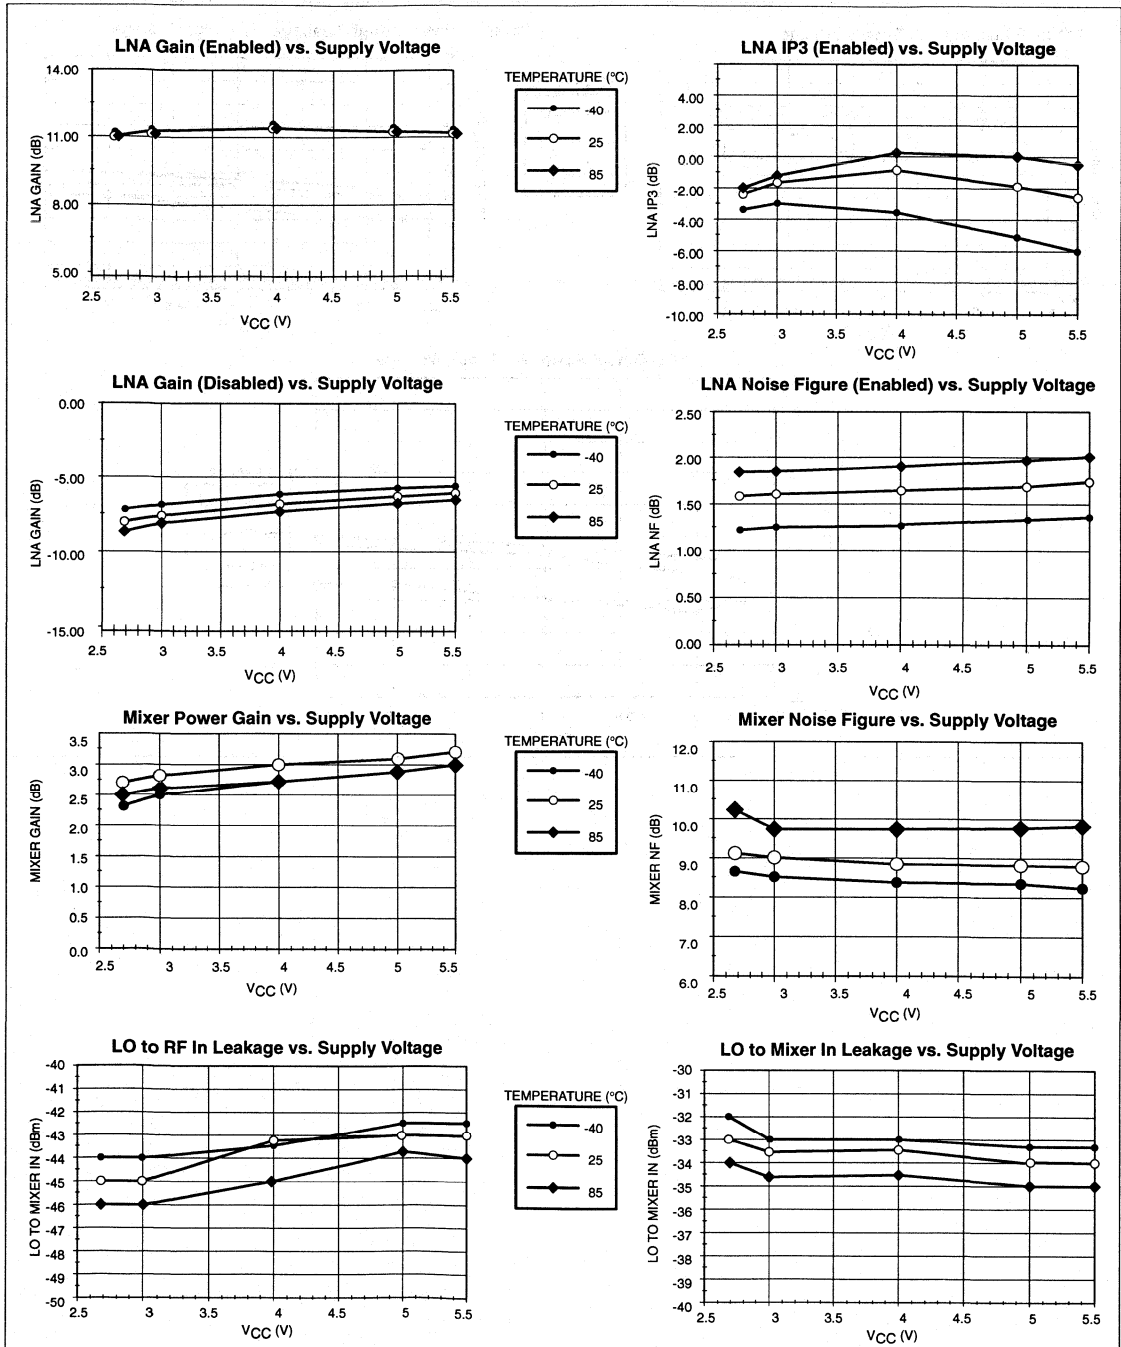 LNA Gain (Enabled) vs. Supply Voltage
14.00
11.00
8.00
5.00
LNA GAIN (dB)
2.5 3 3.5 4 4.5 5 5.5
VCC (V)
TEMPERATURE (°C)
-40
25
85
LNA IP3 (Enabled) vs. Supply Voltage
4.00
2.00
0.00
-2.00
-4.00
-6.00
-8.00
-10.00
LNA IP3 (dB)
2.5 3 3.5 4 4.5 5 5.5
VCC (V)
LNA Gain (Disabled) vs. Supply Voltage
0.00
-5.00
-10.00
-15.00
LNA GAIN (dB)
2.5 3 3.5 4 4.5 5 5.5
VCC (V)
TEMPERATURE (°C)
-40
25
85
LNA Noise Figure (Enabled) vs. Supply Voltage
2.50
2.00
1.50
1.00
0.50
0.00
LNA NF (dB)
2.5 3 3.5 4 4.5 5 5.5
VCC (V)
Mixer Power Gain vs. Supply Voltage
3.5
3.0
2.5
2.0
1.5
1.0
0.5
0.0
MIXER GAIN (dB)
2.5 3 3.5 4 4.5 5 5.5
VCC (V)
TEMPERATURE (°C)
-40
25
85
Mixer Noise Figure vs. Supply Voltage
12.0
11.0
10.0
9.0
8.0
7.0
6.0
MIXER NF (dB)
2.5 3 3.5 4 4.5 5 5.5
VCC (V)
LO to RF In Leakage vs. Supply Voltage
-40
-41
-42
-43
-44
-45
-46
-47
-48
-49
-50
LO TO MIXER IN (dBm)
2.5 3 3.5 4 4.5 5 5.5
VCC (V)
TEMPERATURE (°C)
-40
25
85
LO to Mixer In Leakage vs. Supply Voltage
-30
-31
-32
-33
-34
-35
-36
-37
-38
-39
-40
LO TO MIXER IN (dBm)
2.5 3 3.5 4 4.5 5 5.5
VCC (V)